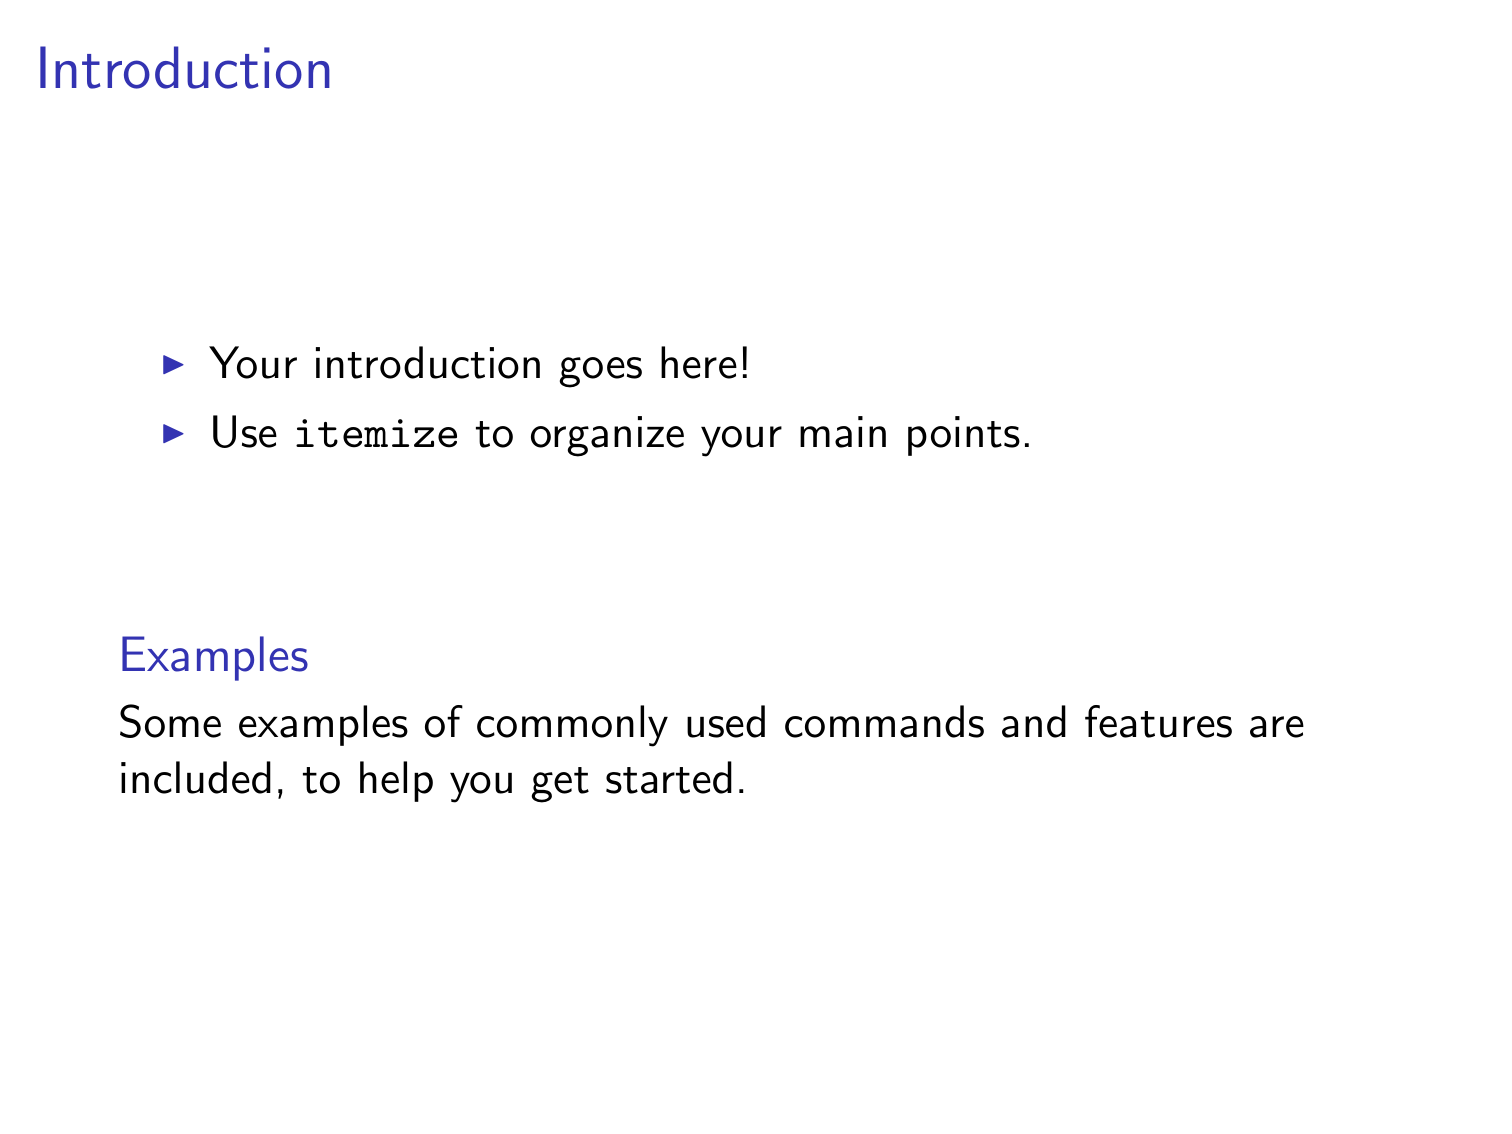 Introduction
▶ Your introduction goes here!
▶ Use itemize to organize your main points.
Examples
Some examples of commonly used commands and features are
included, to help you get started.